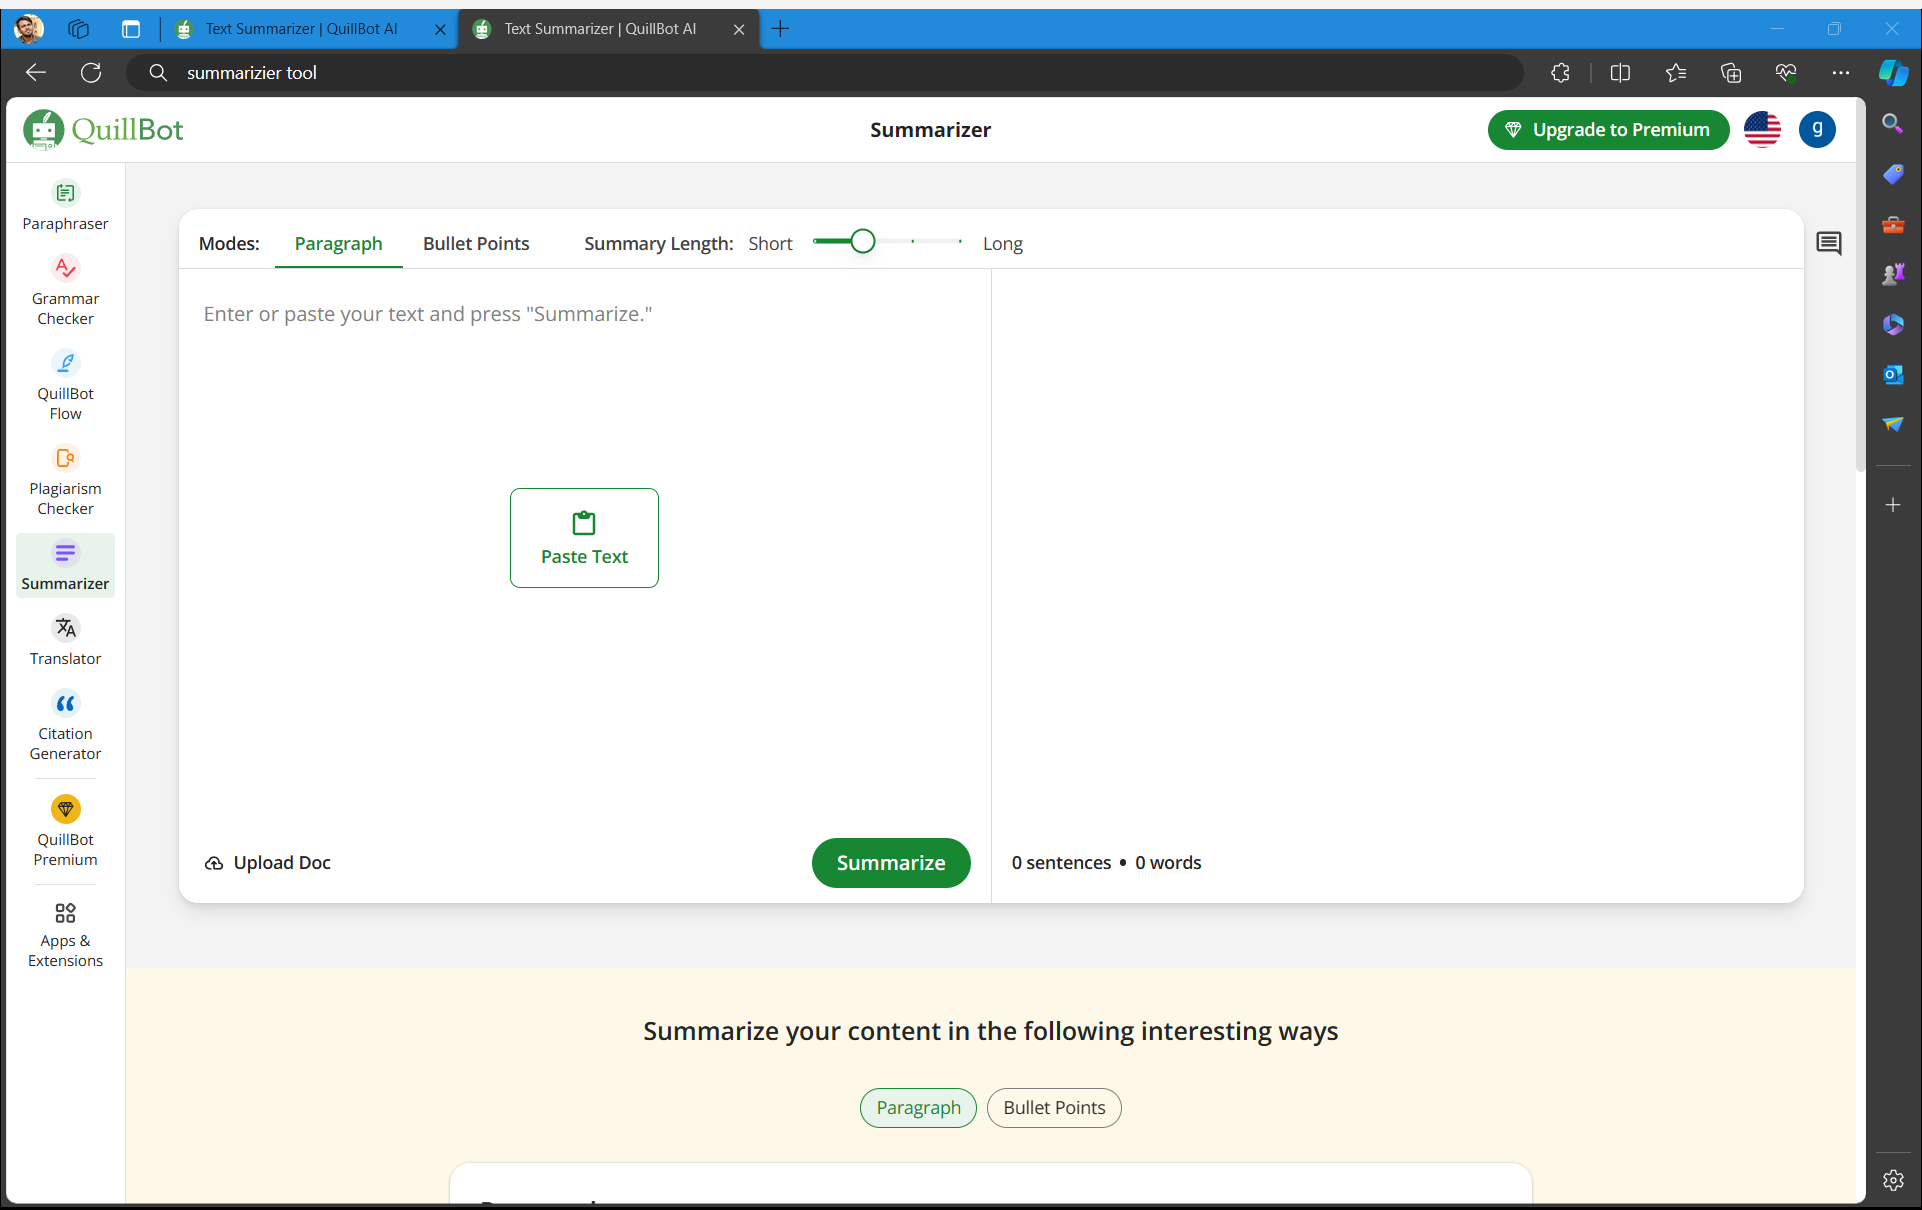 Text Summarizer | QuillBot AI
Text Summarizer | QuillBot AI
summarizier tool
QuillBot
Summarizer
Upgrade to Premium
g
Paraphraser
Grammar
Checker
QuillBot
Flow
Plagiarism
Checker
Summarizer
Translator
Citation
Generator
QuillBot
Premium
Apps &
Extensions
Modes: Paragraph Bullet Points Summary Length: Short Long
Enter or paste your text and press "Summarize."
Paste Text
Upload Doc
Summarize
0 sentences • 0 words
Summarize your content in the following interesting ways
Paragraph
Bullet Points